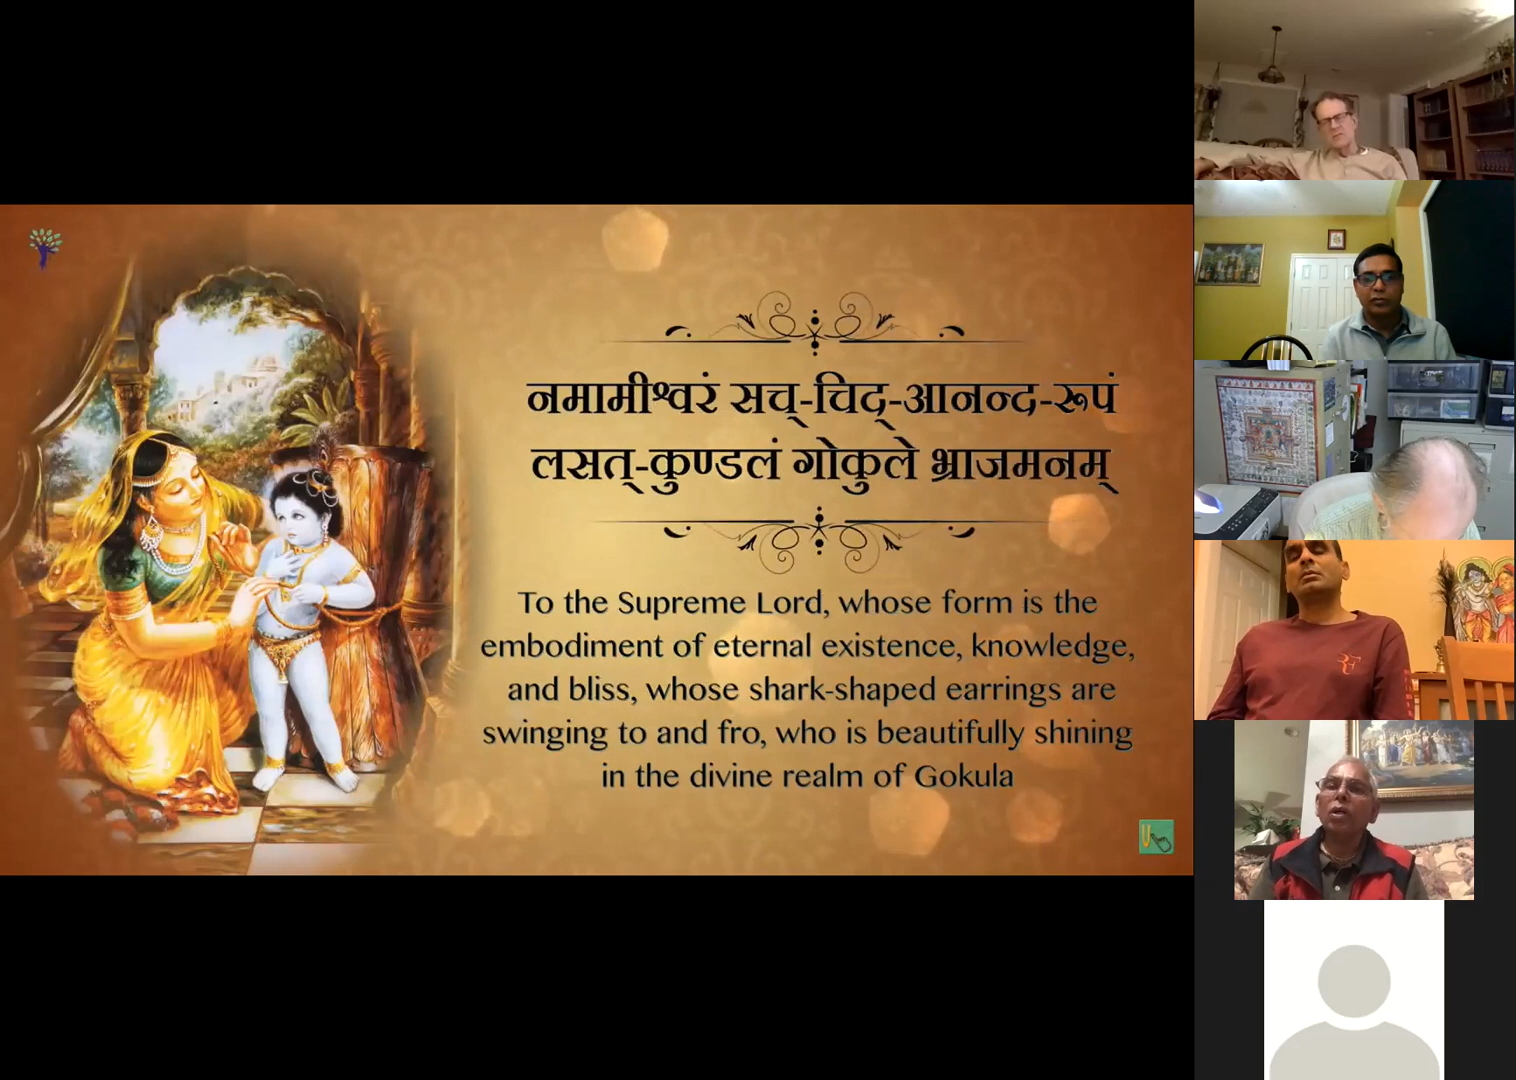 नमामीश्वरं सच्-चिद्-आनन्द-रूपं
लसत्-कुण्डलं गोकुले भ्राजमनम्
To the Supreme Lord, whose form is the
embodiment of eternal existence, knowledge,
and bliss, whose shark-shaped earrings are
swinging to and fro, who is beautifully shining
in the divine realm of Gokula